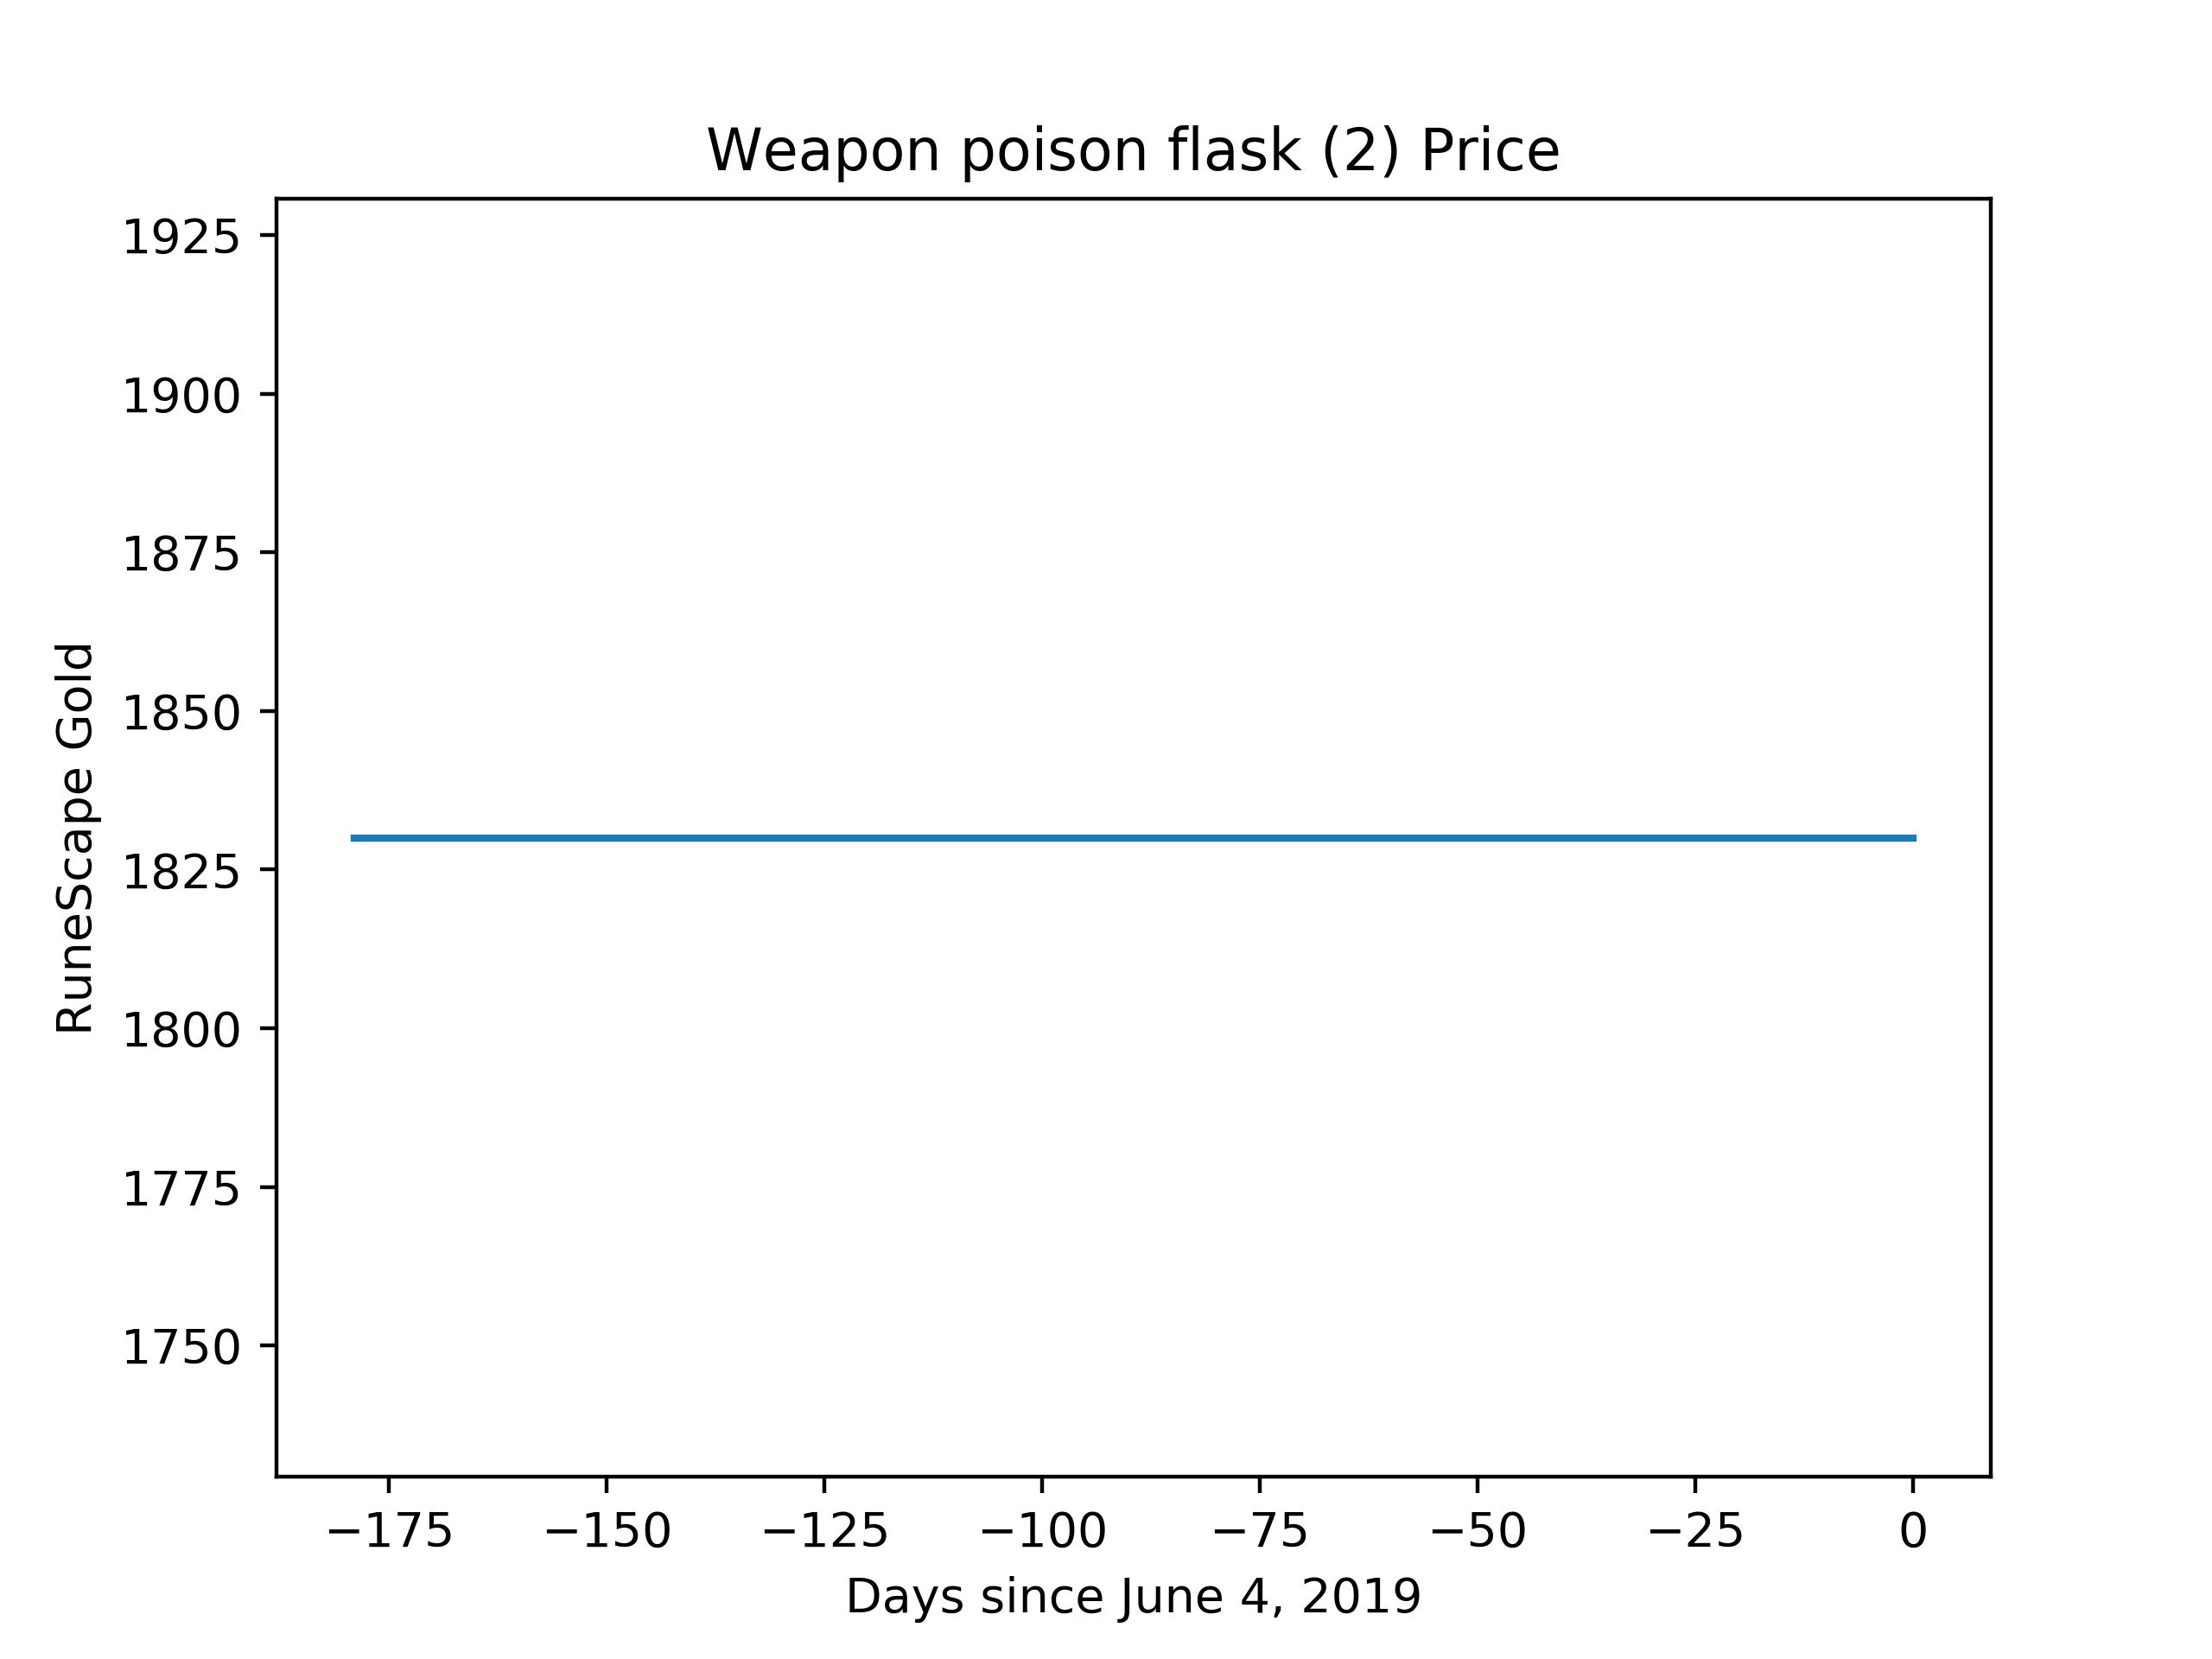 Weapon poison flask (2) Price
1925
1900
1875
1850
1825
1800
1775
1750
RuneScape Gold
−175 −150 −125 −100 −75 −50 −25 0
Days since June 4, 2019